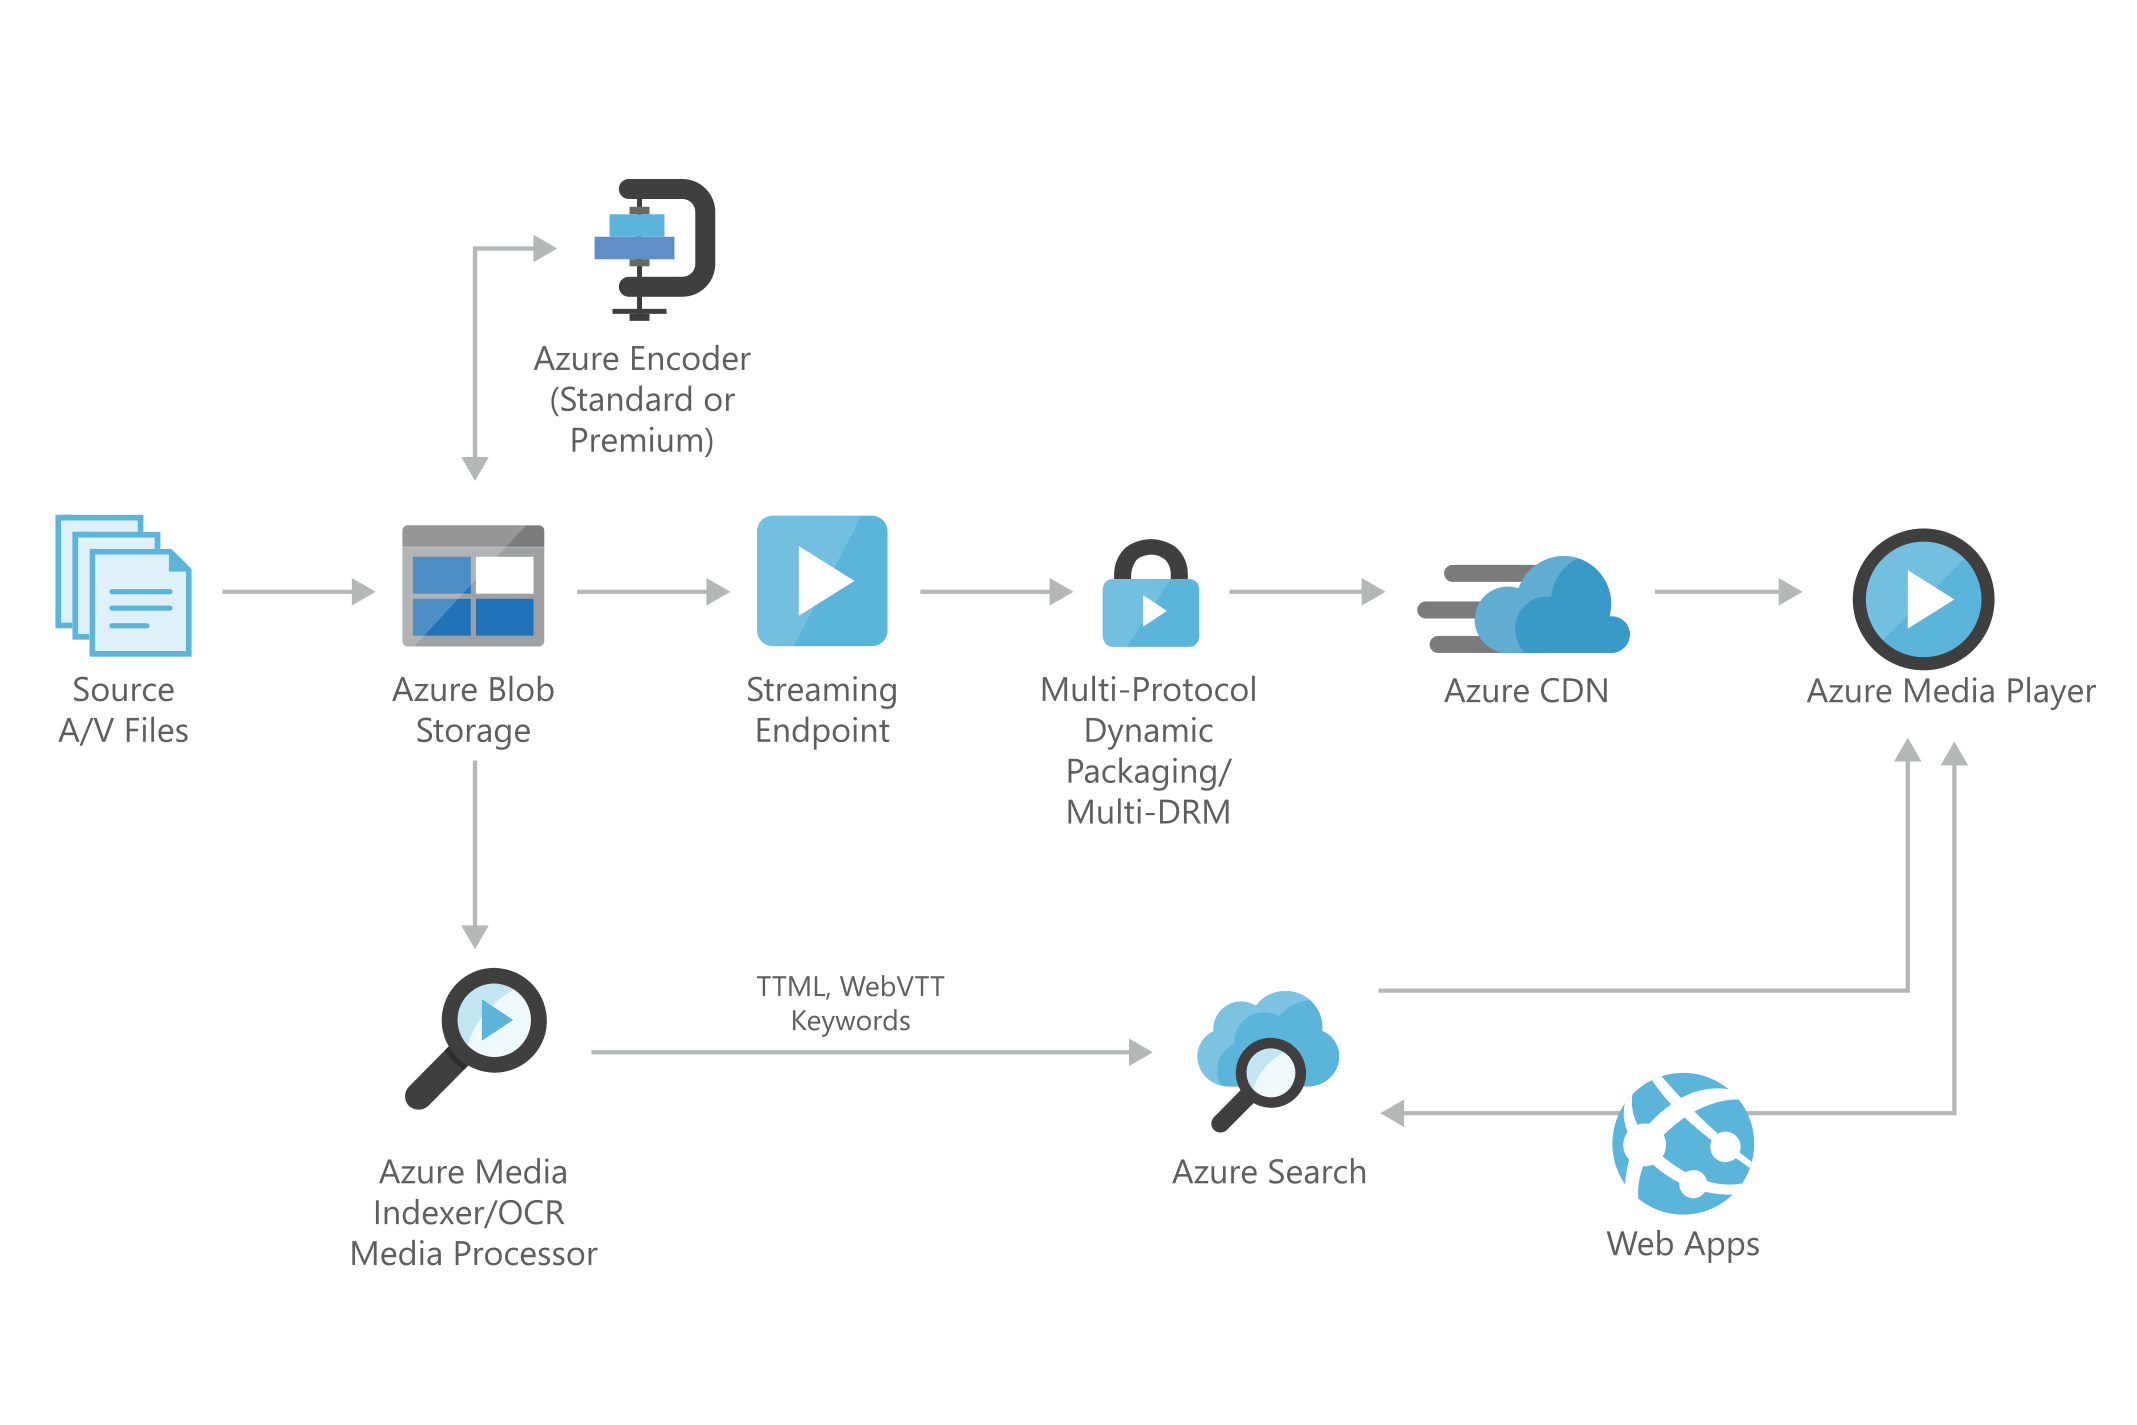 Azure Encoder
(Standard or
Premium)
Source
A/V Files
Azure Blob
Storage
Streaming
Endpoint
Multi-Protocol
Dynamic
Packaging/
Multi-DRM
Azure CDN
Azure Media Player
TTML, WebVTT
Keywords
Azure Media
Indexer/OCR
Media Processor
Azure Search
Web Apps